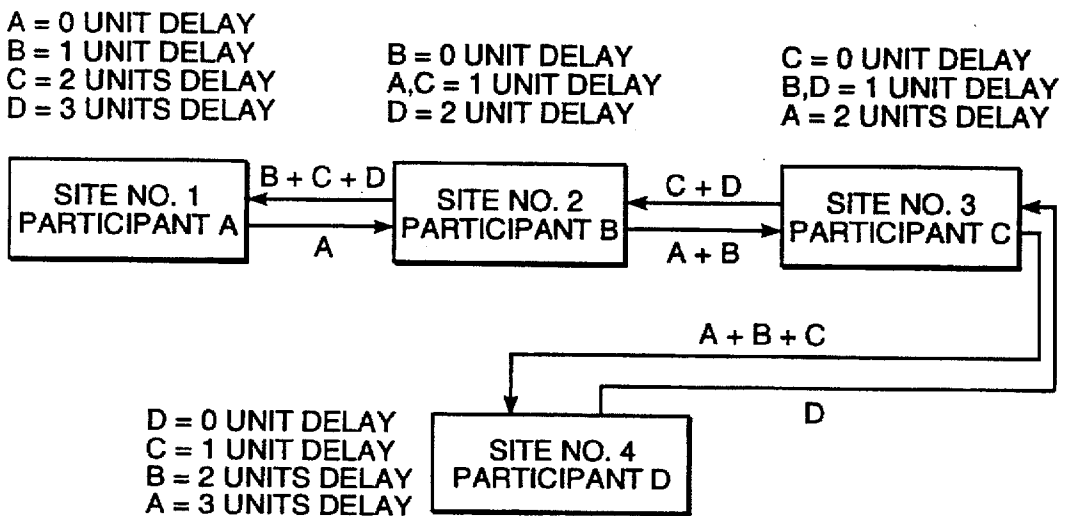 A = 0 UNIT DELAY
B = 1 UNIT DELAY
C = 2 UNITS DELAY
D = 3 UNITS DELAY
B = 0 UNIT DELAY
A,C = 1 UNIT DELAY
D = 2 UNIT DELAY
C = 0 UNIT DELAY
B,D = 1 UNIT DELAY
A = 2 UNITS DELAY
SITE NO. 1
PARTICIPANT A
B + C + D
A
SITE NO. 2
PARTICIPANT B
C + D
A + B
SITE NO. 3
PARTICIPANT C
A + B + C
D
D = 0 UNIT DELAY
C = 1 UNIT DELAY
B = 2 UNITS DELAY
A = 3 UNITS DELAY
SITE NO. 4
PARTICIPANT D